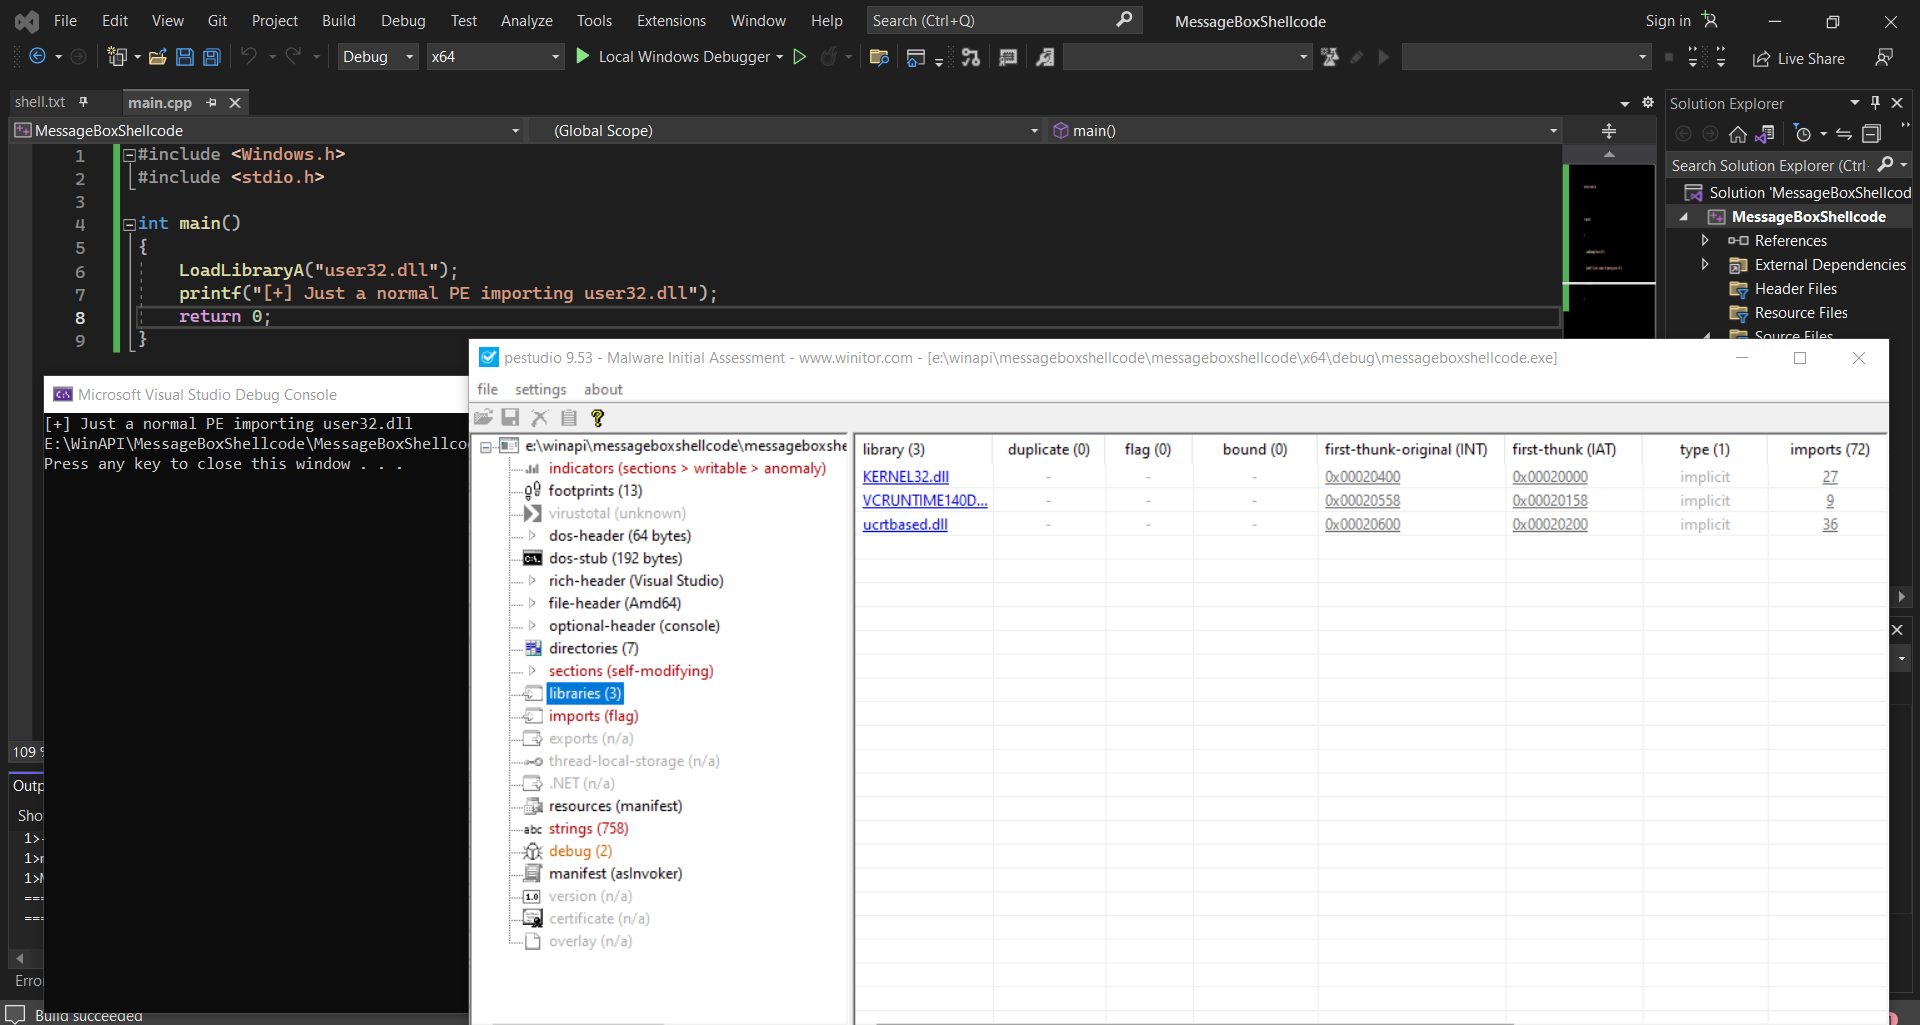 File Edit View Git Project Build Debug Test Analyze Tools Extensions Window Help Search (Ctrl+Q) MessageBoxShellcode Sign in
Debug x64 Local Windows Debugger Live Share
shell.txt main.cpp
MessageBoxShellcode (Global Scope) main()
1 #include <Windows.h>
2 #include <stdio.h>
3
4 int main()
5 {
6 LoadLibraryA("user32.dll");
7 printf("[+] Just a normal PE importing user32.dll");
8 return 0;
9 }
Solution Explorer
Search Solution Explorer (Ctrl-
Solution 'MessageBoxShellcod
MessageBoxShellcode
References
External Dependencies
Header Files
Resource Files
Source Files
109 %
Outp
Sho
1>-
1>
1>
==
==
Erro
Build succeeded
Microsoft Visual Studio Debug Console
[+] Just a normal PE importing user32.dll
E:\WinAPI\MessageBoxShellcode\MessageBoxShellco
Press any key to close this window . . .
pestudio 9.53 - Malware Initial Assessment - www.winitor.com - [e:\winapi\messageboxshellcode\messageboxshellcode\x64\debug\messageboxshellcode.exe]
file settings about
e:\winapi\messageboxshellcode\messageboxshe
indicators (sections > writable > anomaly)
footprints (13)
virustotal (unknown)
dos-header (64 bytes)
dos-stub (192 bytes)
rich-header (Visual Studio)
file-header (Amd64)
optional-header (console)
directories (7)
sections (self-modifying)
libraries (3)
imports (flag)
exports (n/a)
thread-local-storage (n/a)
.NET (n/a)
resources (manifest)
abc strings (758)
debug (2)
manifest (asInvoker)
1.0 version (n/a)
certificate (n/a)
overlay (n/a)
library (3) duplicate (0) flag (0) bound (0) first-thunk-original (INT) first-thunk (IAT) type (1) imports (72)
KERNEL32.dll - - - 0x00020400 0x00020000 implicit 27
VCRUNTIME140D... - - - 0x00020558 0x00020158 implicit 9
ucrtbased.dll - - - 0x00020600 0x00020200 implicit 36